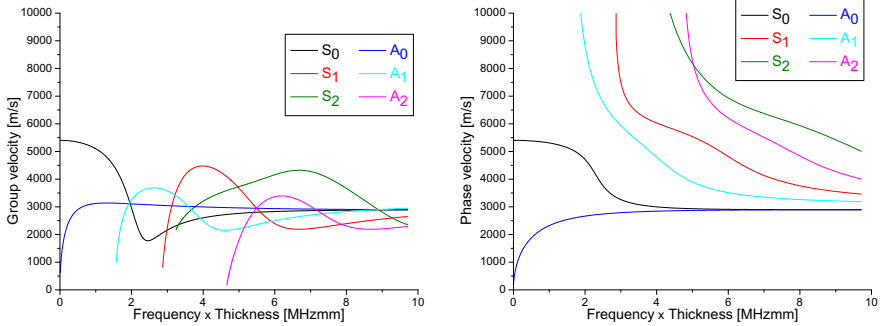 10000
9000
8000
7000
6000
5000
4000
3000
2000
1000
0
Group velocity [m/s]
S0 A0
S1 A1
S2 A2
0 2 4 6 8 10
Frequency x Thickness [MHzmm]
10000
9000
8000
7000
6000
5000
4000
3000
2000
1000
0
Phase velocity [m/s]
S0 A0
S1 A1
S2 A2
0 2 4 6 8 10
Frequency x Thickness [MHzmm]